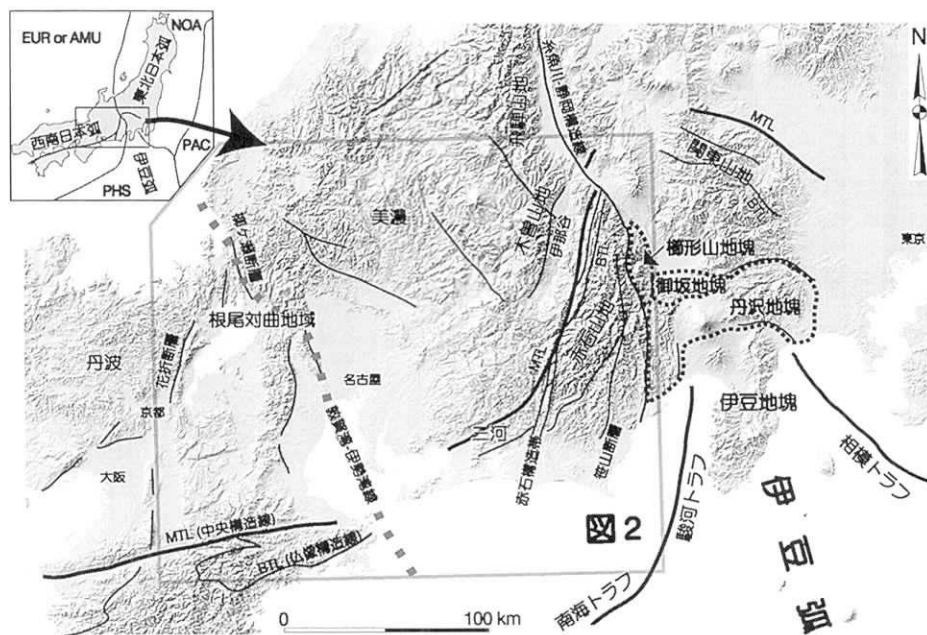 EUR or AMU
NOA
東北日本弧
西南日本弧
PAC
PHS
伊豆弧
飛騨山地
糸魚川静岡構造線
N
MTL
関東山地
BTL
東京
美濃
木曽山地
伊那谷
BTL
櫛形山地塊
御坂地塊
丹沢地塊
根尾対曲地域
赤石山地
MTL
丹波
花折断層
名古屋
京都
三河
伊豆地塊
大阪
赤石構造帯
笹山断層
相模トラフ
駿河トラフ
図2
MTL (中央構造線)
BTL (仏像構造線)
南海トラフ
伊豆弧
0
100 km